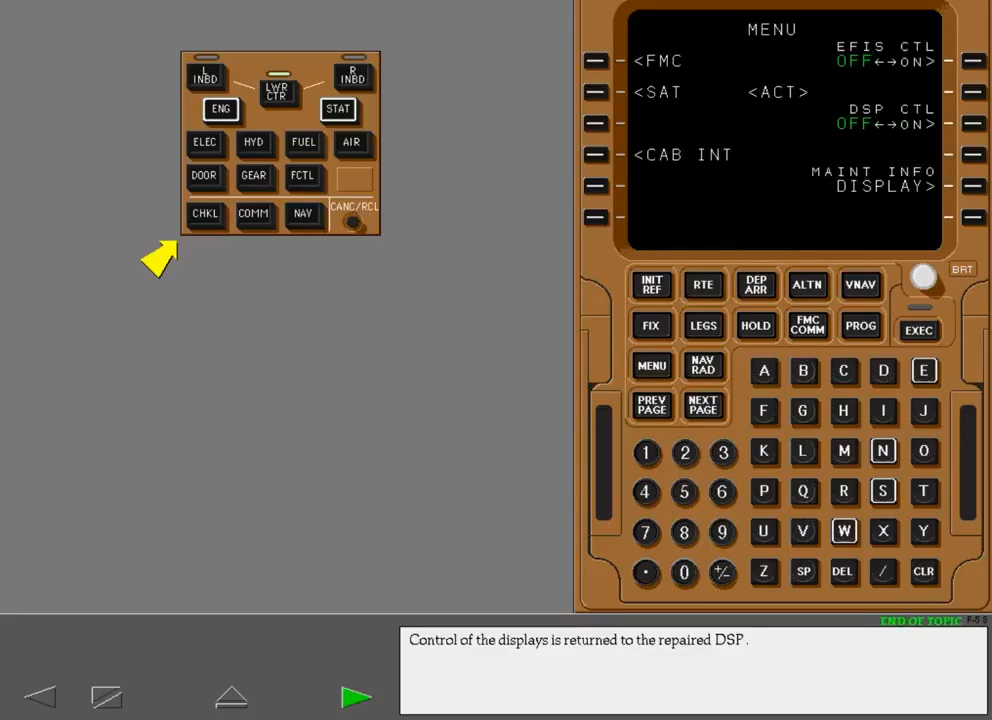 L
INBD
LWR
CTR
R
INBD
ENG
STAT
ELEC HYD FUEL AIR
DOOR GEAR FCTL
CANC/RCL
CHKL COMM NAV
MENU
EFIS CTL
<FMC OFF←→ON>
<SAT <ACT>
DSP CTL
OFF←→ON>
<CAB INT
MAINT INFO
DISPLAY>
BRT
INIT
REF
RTE
DEP
ARR
ALTN
VNAV
FIX
LEGS
HOLD
FMC
COMM
PROG
EXEC
MENU
NAV
RAD
PREV
PAGE
NEXT
PAGE
A B C D E
F G H I J
1 2 3 K L M N O
4 5 6 P Q R S T
7 8 9 U V W X Y
. 0 +/- Z SP DEL / CLR
END OF TOPIC F-5.8
Control of the displays is returned to the repaired DSP.